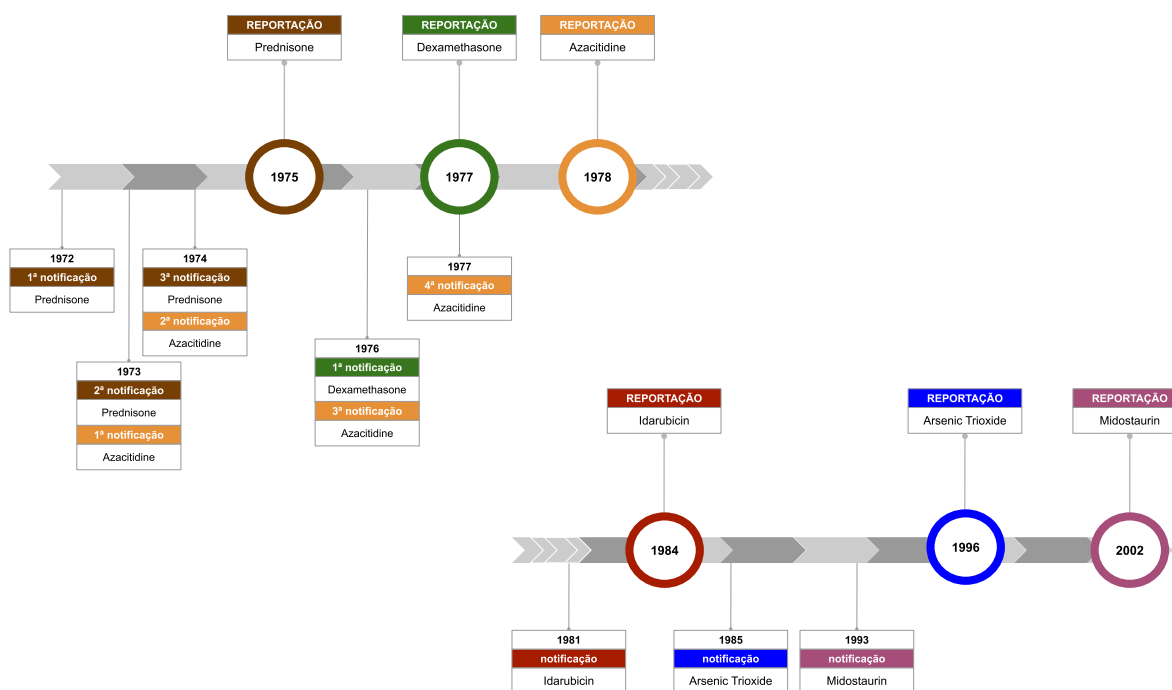 REPORTAÇÃO
Prednisone
REPORTAÇÃO
Dexamethasone
REPORTAÇÃO
Azacitidine
1975
1977
1978
1972
1ª notificação
Prednisone
1974
3ª notificação
Prednisone
2ª notificação
Azacitidine
1977
4ª notificação
Azacitidine
1973
2ª notificação
Prednisone
1ª notificação
Azacitidine
1976
1ª notificação
Dexamethasone
3ª notificação
Azacitidine
REPORTAÇÃO
Idarubicin
REPORTAÇÃO
Arsenic Trioxide
REPORTAÇÃO
Midostaurin
1984
1996
2002
1981
notificação
Idarubicin
1985
notificação
Arsenic Trioxide
1993
notificação
Midostaurin